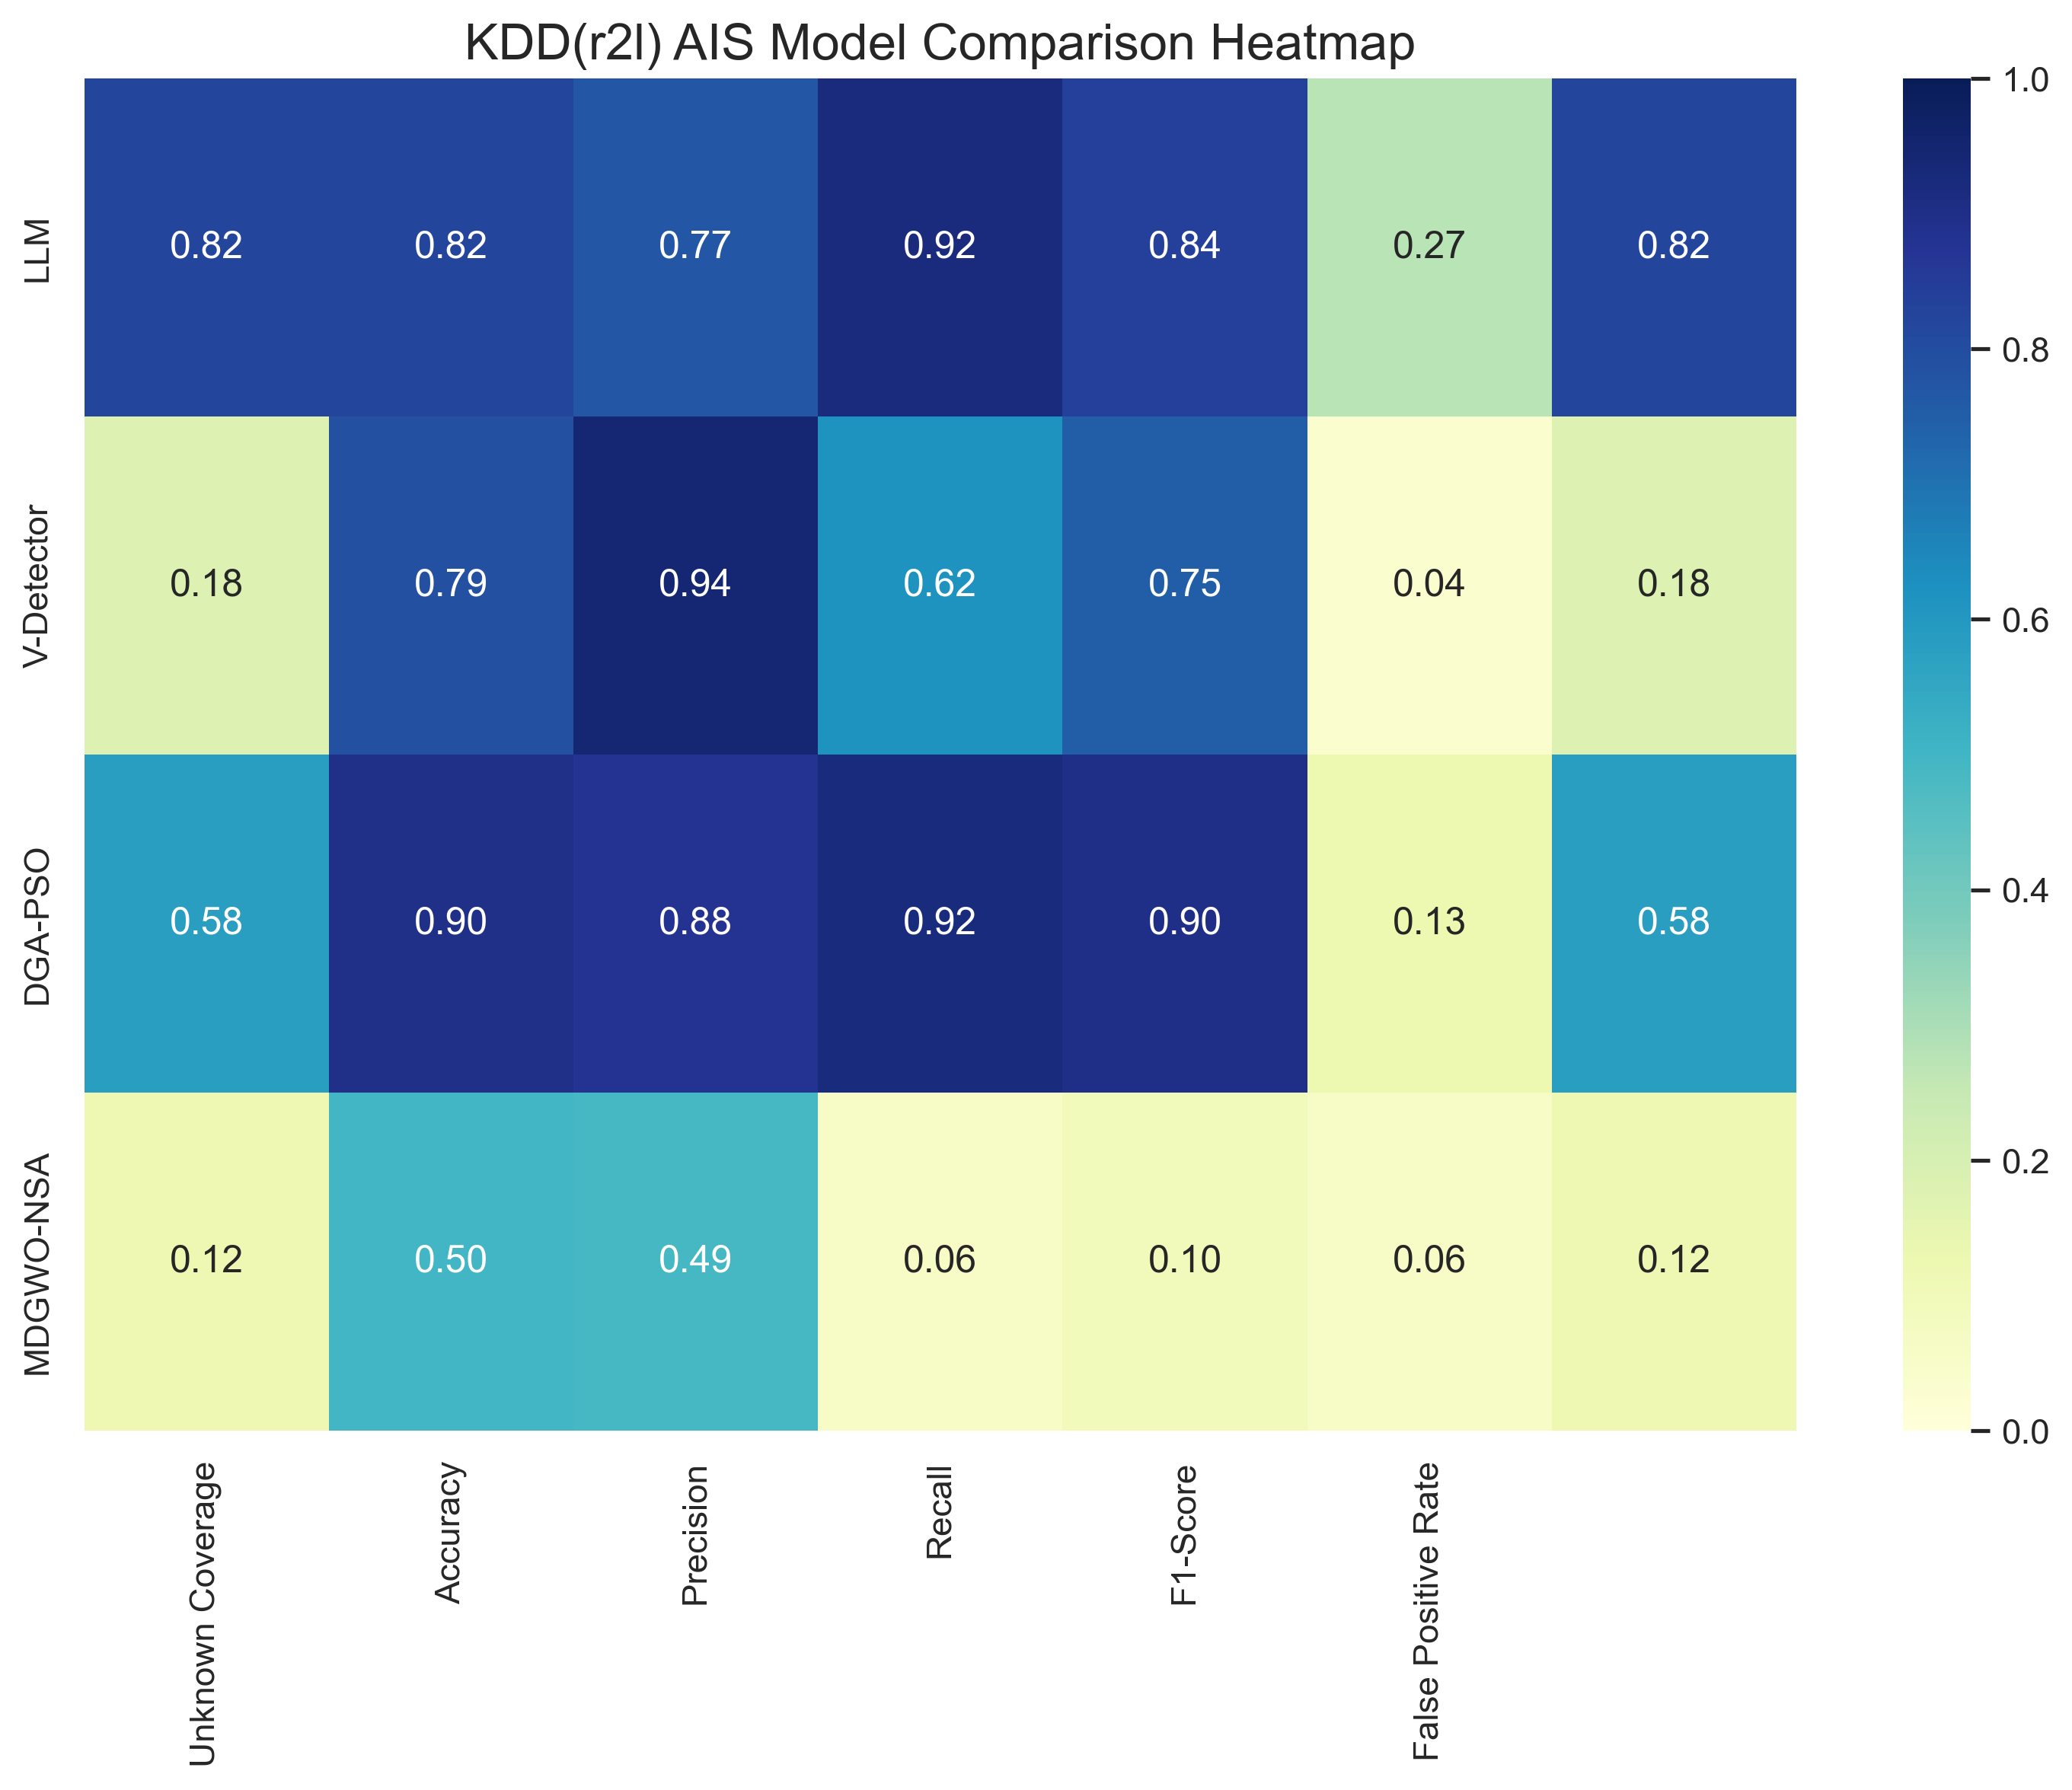 KDD(r2l) AIS Model Comparison Heatmap
LLM 0.82 0.82 0.77 0.92 0.84 0.27 0.82
V-Detector 0.18 0.79 0.94 0.62 0.75 0.04 0.18
DGA-PSO 0.58 0.90 0.88 0.92 0.90 0.13 0.58
MDGWO-NSA 0.12 0.50 0.49 0.06 0.10 0.06 0.12
Unknown Coverage
Accuracy
Precision
Recall
F1-Score
False Positive Rate
1.0
0.8
0.6
0.4
0.2
0.0